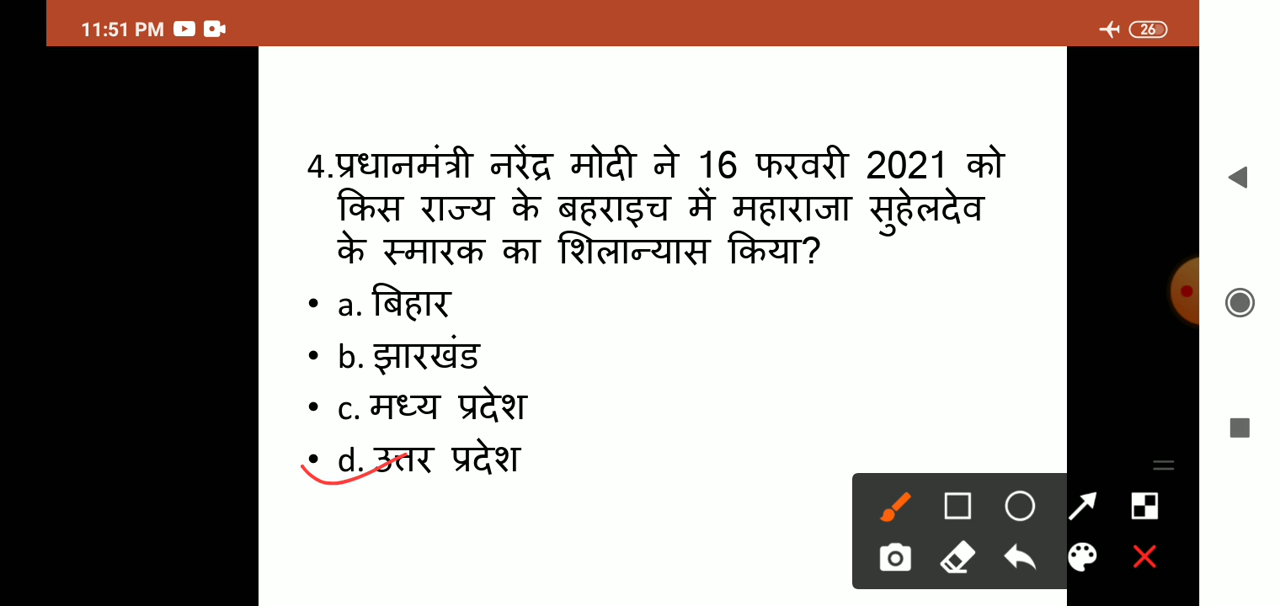 11:51 PM
26
4.प्रधानमंत्री नरेंद्र मोदी ने 16 फरवरी 2021 को
किस राज्य के बहराइच में महाराजा सुहेलदेव
के स्मारक का शिलान्यास किया?
• a. बिहार
• b. झारखंड
• c. मध्य प्रदेश
• d. उत्तर प्रदेश